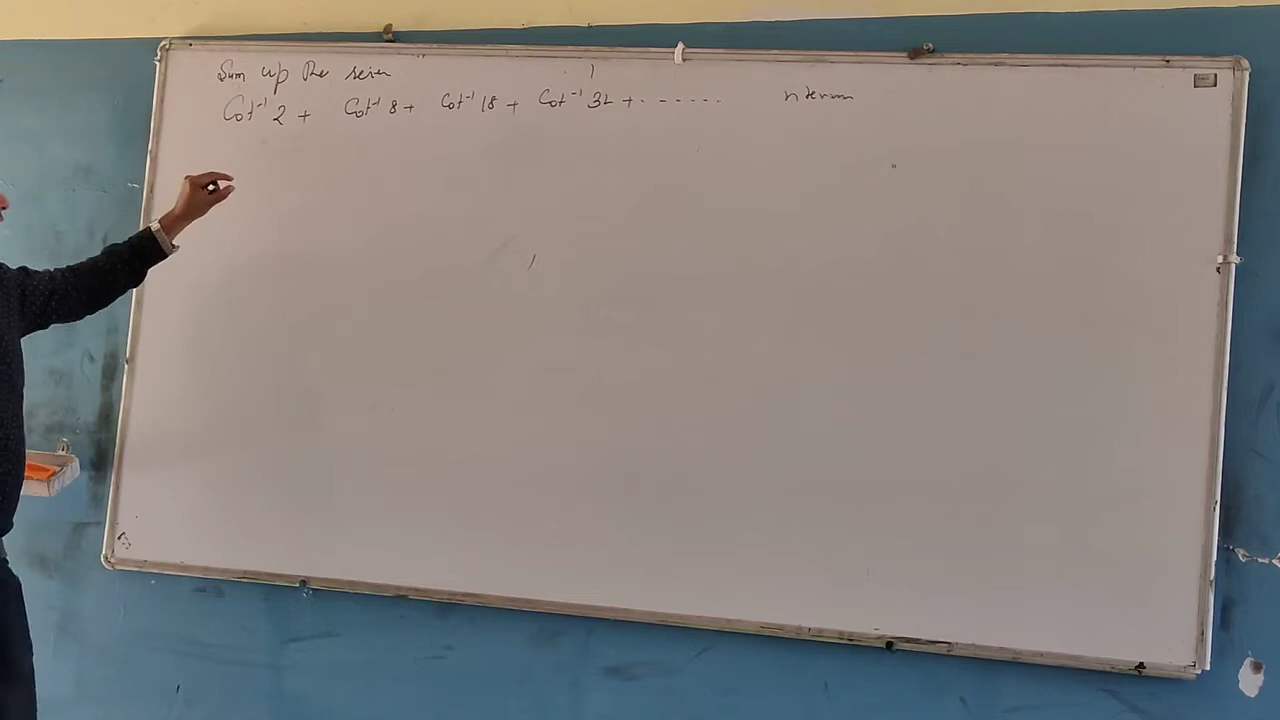 Sum up the series
Cot⁻¹ 2 + Cot⁻¹ 8 + Cot⁻¹ 18 + Cot⁻¹ 32 + ....... n terms